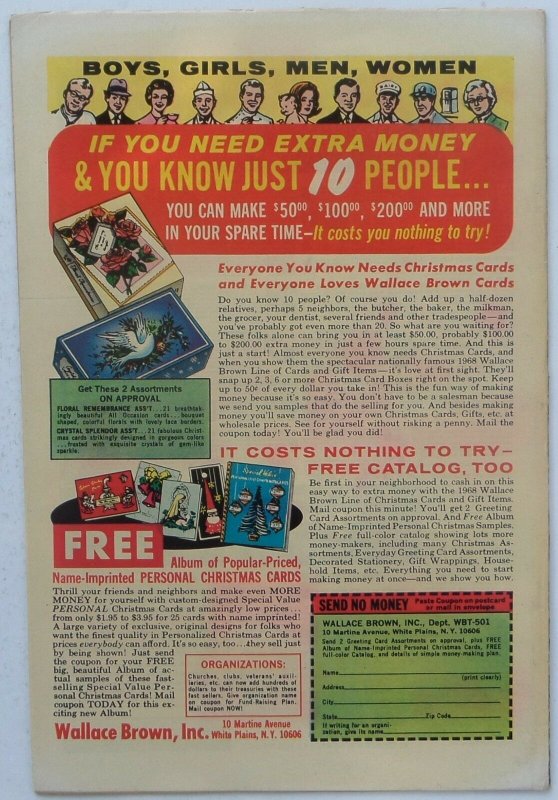 BOYS, GIRLS, MEN, WOMEN
IF YOU NEED EXTRA MONEY
& YOU KNOW JUST 10 PEOPLE...
YOU CAN MAKE $50⁰⁰, $100⁰⁰, $200⁰⁰ AND MORE
IN YOUR SPARE TIME—It costs you nothing to try!
Everyone You Know Needs Christmas Cards
and Everyone Loves Wallace Brown Cards
Do you know 10 people? Of course you do! Add up a half-dozen
relatives, perhaps 5 neighbors, the butcher, the baker, the milkman,
the grocer, your dentist, several friends and other tradespeople—and
you've probably got even more than 20. So what are you waiting for?
These folks alone can bring you in at least $50.00, probably $100.00
to $200.00 extra money in just a few hours spare time. And this is
just a start! Almost everyone you know needs Christmas Cards, and
when you show them the spectacular nationally famous 1968 Wallace
Brown Line of Cards and Gift Items—it's love at first sight. They'll
snap up 2, 3, 6 or more Christmas Card Boxes right on the spot. Keep
up to 50¢ of every dollar you take in! This is the fun way of making
money because it's so easy. You don't have to be a salesman because
we send you samples that do the selling for you. And besides making
money you'll save money on your own Christmas Cards, Gifts, etc. at
wholesale prices. See for yourself without risking a penny. Mail the
coupon today! You'll be glad you did!
Get These 2 Assortments
ON APPROVAL
FLORAL REMEMBRANCE ASS'T. ..21 breathtak-
ingly beautiful All Occasion cards...bouquet
shaped, colorful florals with lovely lace borders.
CRYSTAL SPLENDOR ASS'T...21 fabulous Christ-
mas cards strikingly designed in gorgeous colors
...frosted with exquisite crystals of gem-like
sparkle.
IT COSTS NOTHING TO TRY—
FREE CATALOG, TOO
Be first in your neighborhood to cash in on this
easy way to extra money with the 1968 Wallace
Brown Line of Christmas Cards and Gift Items.
Mail coupon this minute! You'll get 2 Greeting
Card Assortments on approval. And Free Album
of Name-Imprinted Personal Christmas Samples.
Plus Free full-color catalog showing lots more
money-makers, including many Christmas As-
sortments, Everyday Greeting Card Assortments,
Decorated Stationery, Gift Wrappings, House-
hold Items, etc. Everything you need to start
making money at once—and we show you how.
FREE
Album of Popular-Priced,
Name-Imprinted PERSONAL CHRISTMAS CARDS
Thrill your friends and neighbors and make even MORE
MONEY for yourself with custom-designed Special Value
PERSONAL Christmas Cards at amazingly low prices...
from only $1.95 to $3.95 for 25 cards with name imprinted!
A large variety of exclusive, original designs for folks who
want the finest quality in Personalized Christmas Cards at
prices everybody can afford. It's so easy, too...they sell just
by being shown! Just send
the coupon for your FREE
big, beautiful Album of ac-
tual samples of these fast-
selling Special Value Per-
sonal Christmas Cards! Mail
coupon TODAY for this ex-
citing new Album!
ORGANIZATIONS:
Churches, clubs, veterans' auxil-
iaries, etc. can now add hundreds of
dollars to their treasuries with these
fast sellers. Give organization name
on coupon for Fund-Raising Plan.
Mail coupon NOW!
Wallace Brown, Inc. 10 Martine Avenue
White Plains, N. Y. 10606
SEND NO MONEY Paste Coupon on postcard
or mail in envelope
WALLACE BROWN, INC., Dept. WBT-501
10 Martine Avenue, White Plains, N. Y. 10606
Send 2 Greeting Card Assortments on approval, plus FREE
Album of Name-Imprinted Personal Christmas Cards, FREE
full-color Catalog, and details of simple money-making plan.
Name
(print clearly)
Address
City
State Zip Code
If writing for an organi-
zation, give its name